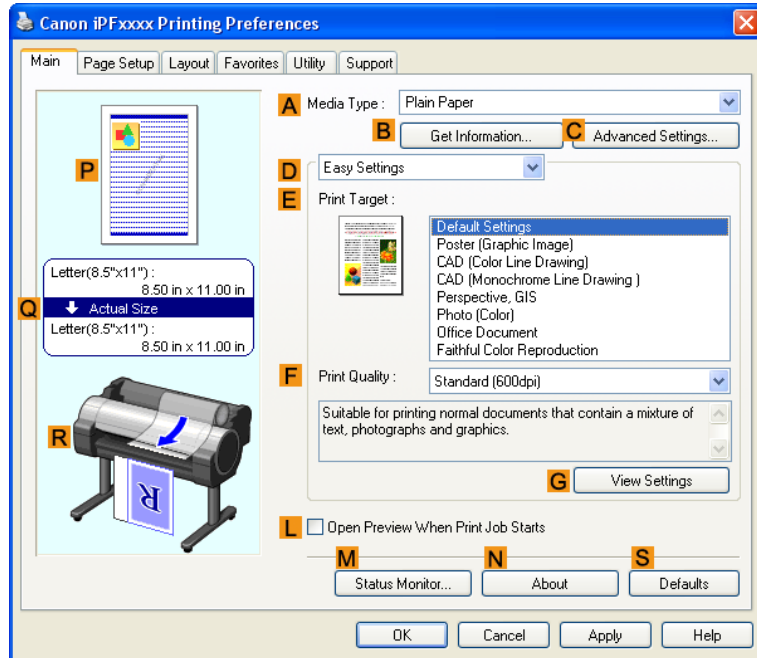 Canon iPFxxxx Printing Preferences
Main Page Setup Layout Favorites Utility Support
A Media Type : Plain Paper
B Get Information... C Advanced Settings...
D Easy Settings
E Print Target :
Default Settings
Poster (Graphic Image)
CAD (Color Line Drawing)
CAD (Monochrome Line Drawing )
Perspective, GIS
Photo (Color)
Office Document
Faithful Color Reproduction
F Print Quality : Standard (600dpi)
Suitable for printing normal documents that contain a mixture of
text, photographs and graphics.
G View Settings
P
Q
Letter(8.5"x11") :
8.50 in x 11.00 in
Actual Size
Letter(8.5"x11") :
8.50 in x 11.00 in
R
R
L Open Preview When Print Job Starts
M Status Monitor... N About S Defaults
OK Cancel Apply Help